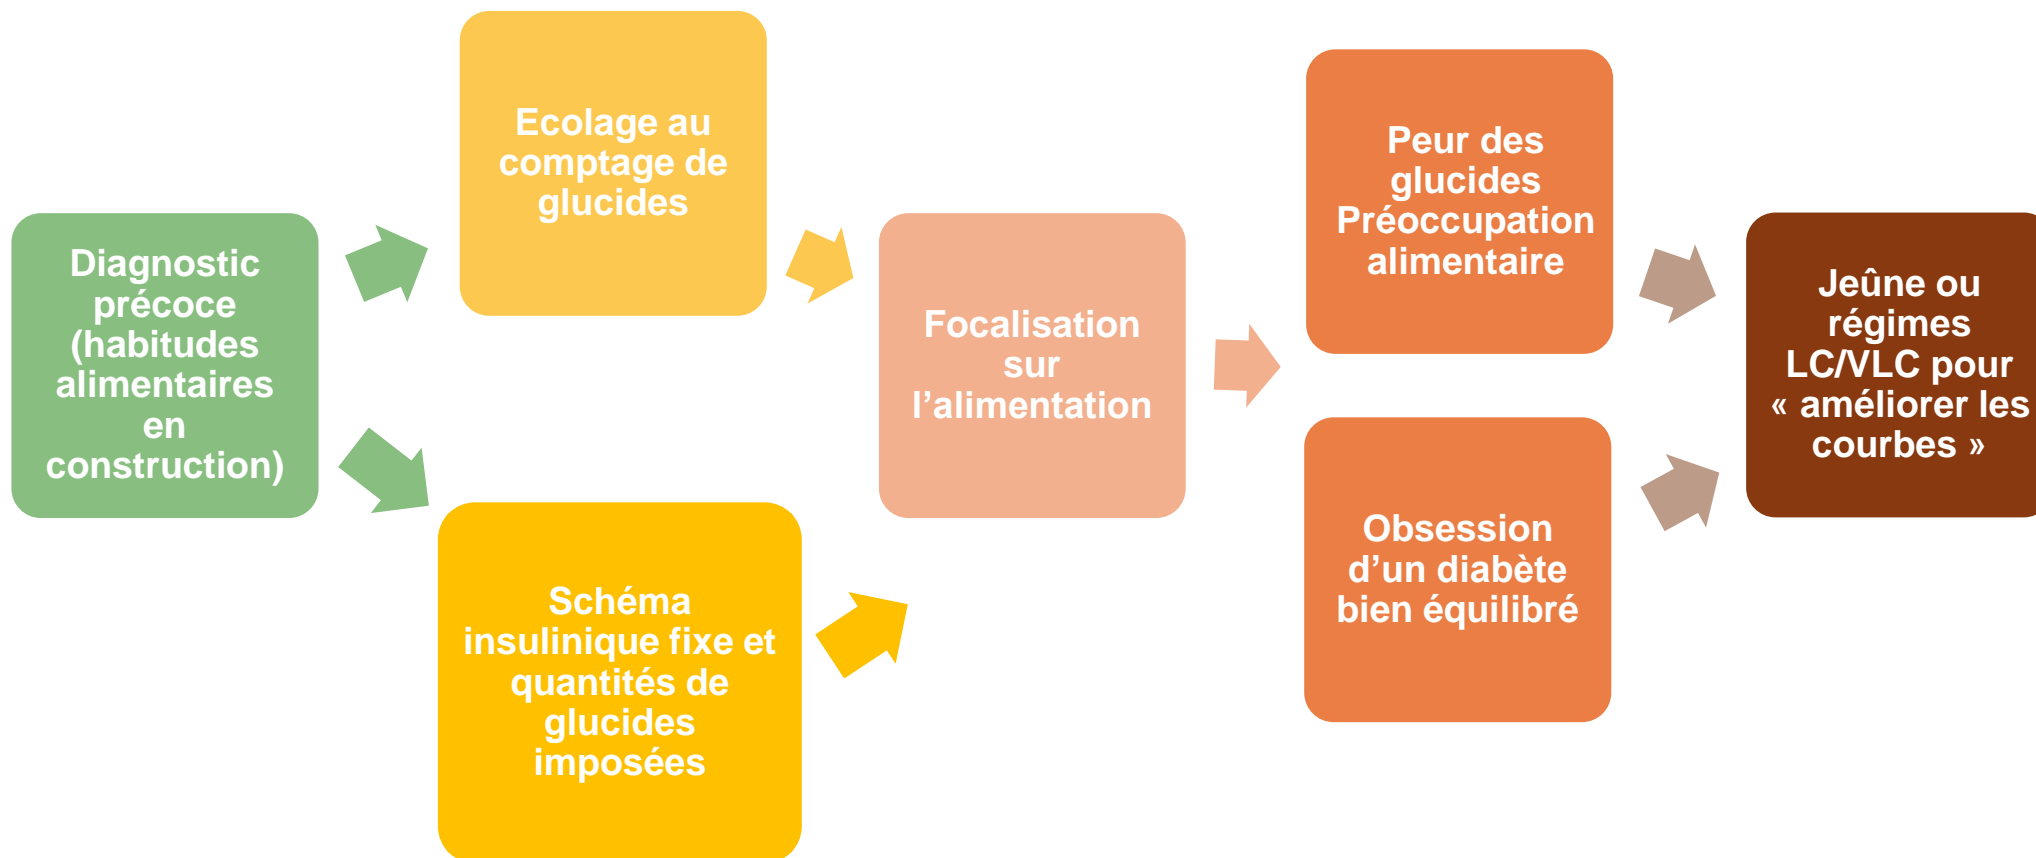 Diagnostic
précoce
(habitudes
alimentaires
en
construction)
Ecolage au
comptage de
glucides
Schéma
insulinique fixe et
quantités de
glucides
imposées
Focalisation
sur
l’alimentation
Peur des
glucides
Préoccupation
alimentaire
Obsession
d’un diabète
bien équilibré
Jeûne ou
régimes
LC/VLC pour
« améliorer les
courbes »